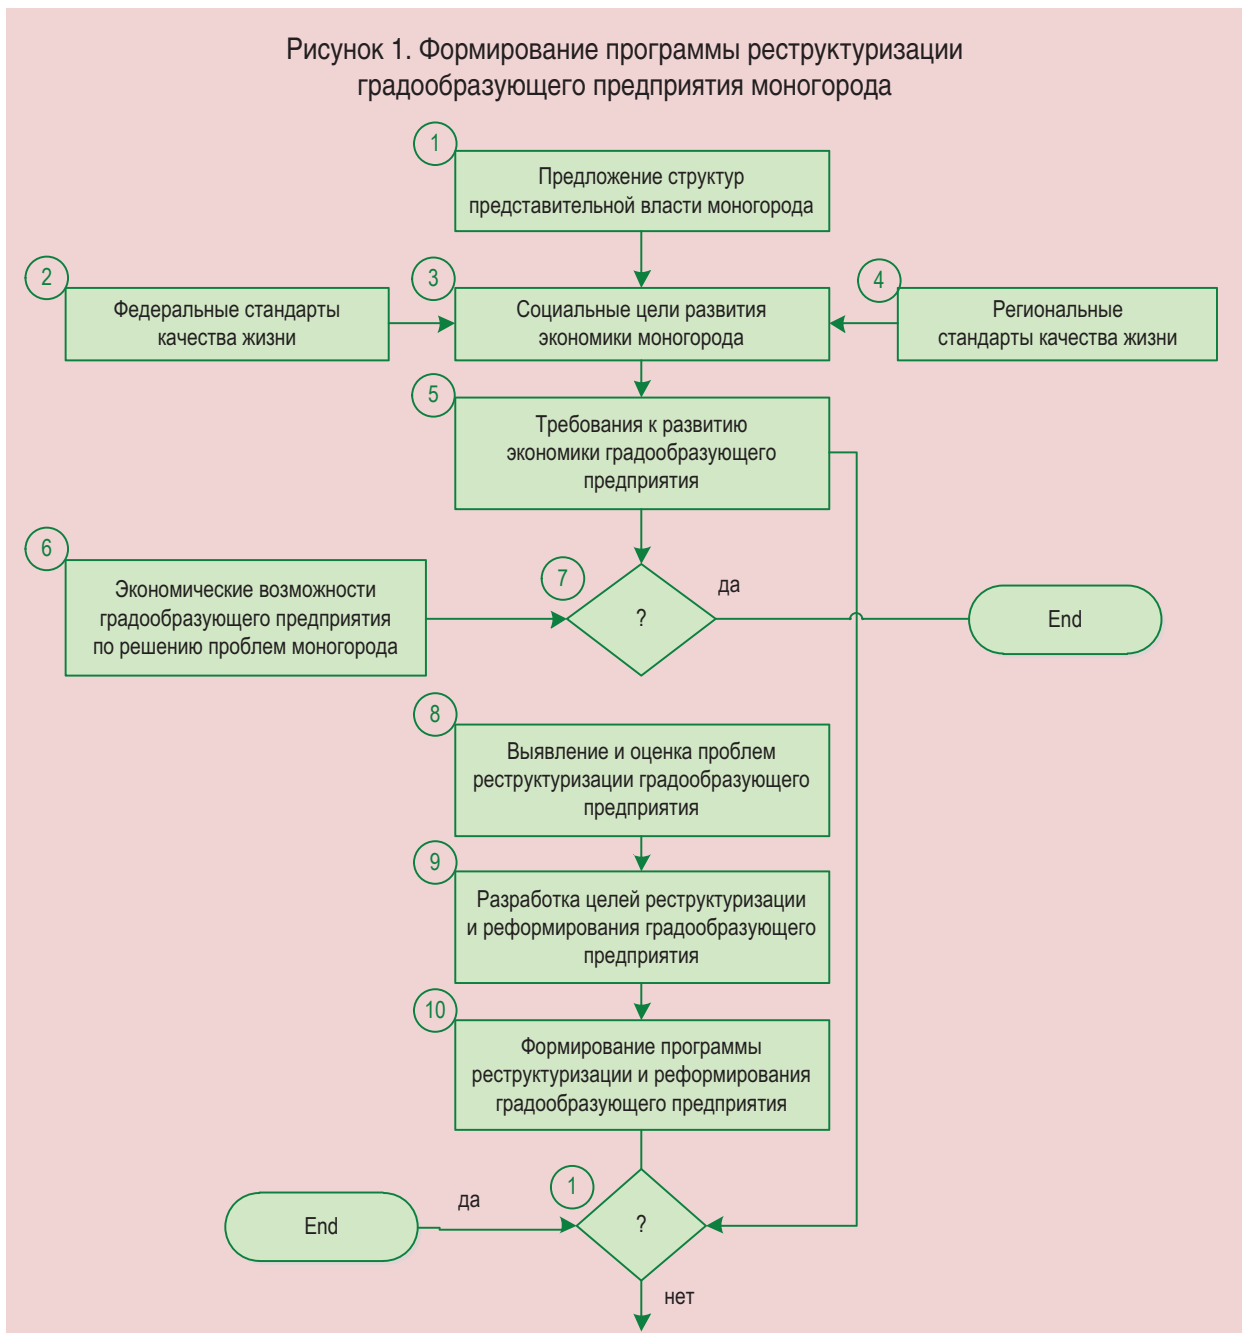 Рисунок 1. Формирование программы реструктуризации
градообразующего предприятия моногорода
1
Предложение структур
представительной власти моногорода
2
Федеральные стандарты
качества жизни
3
Социальные цели развития
экономики моногорода
4
Региональные
стандарты качества жизни
5
Требования к развитию
экономики градообразующего
предприятия
6
Экономические возможности
градообразующего предприятия
по решению проблем моногорода
7
?
да
End
8
Выявление и оценка проблем
реструктуризации градообразующего
предприятия
9
Разработка целей реструктуризации
и реформирования градообразующего
предприятия
10
Формирование программы
реструктуризации и реформирования
градообразующего предприятия
End
да
1
?
нет